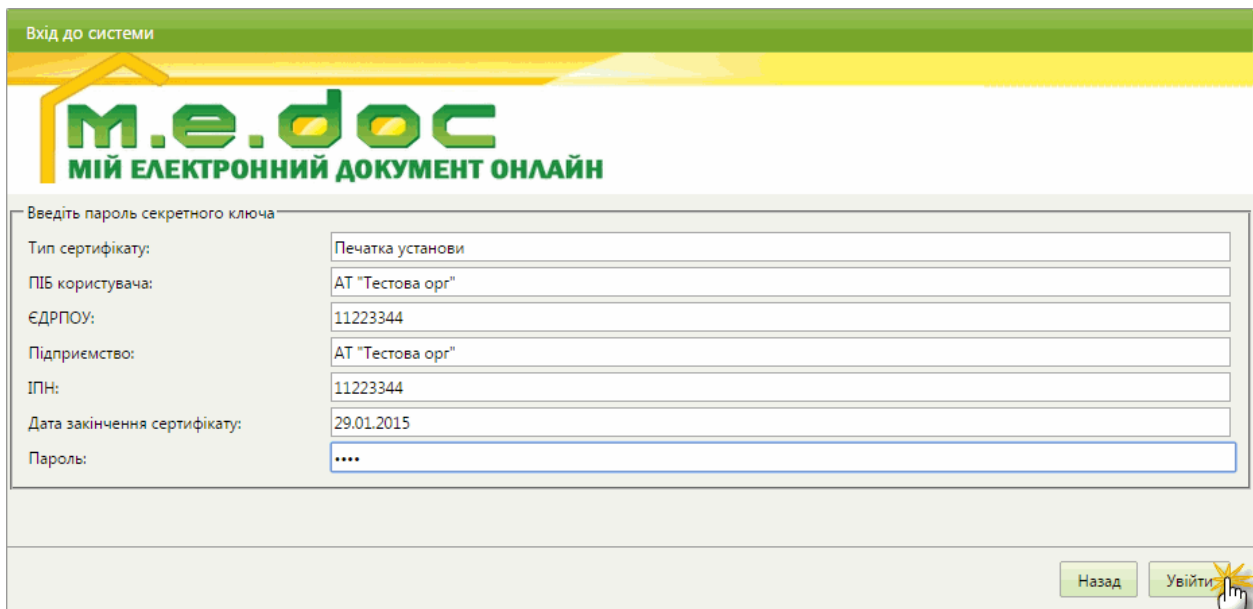 Вхід до системи
m.e.doc
МІЙ ЕЛЕКТРОННИЙ ДОКУМЕНТ ОНЛАЙН
Введіть пароль секретного ключа
Тип сертифікату: Печатка установи
ПІБ користувача: АТ "Тестова орг"
ЄДРПОУ: 11223344
Підприємство: АТ "Тестова орг"
ІПН: 11223344
Дата закінчення сертифікату: 29.01.2015
Пароль: ••••
Назад Увійти